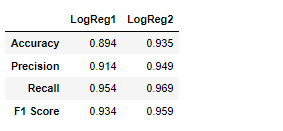 LogReg1 LogReg2
Accuracy 0.894 0.935
Precision 0.914 0.949
Recall 0.954 0.969
F1 Score 0.934 0.959